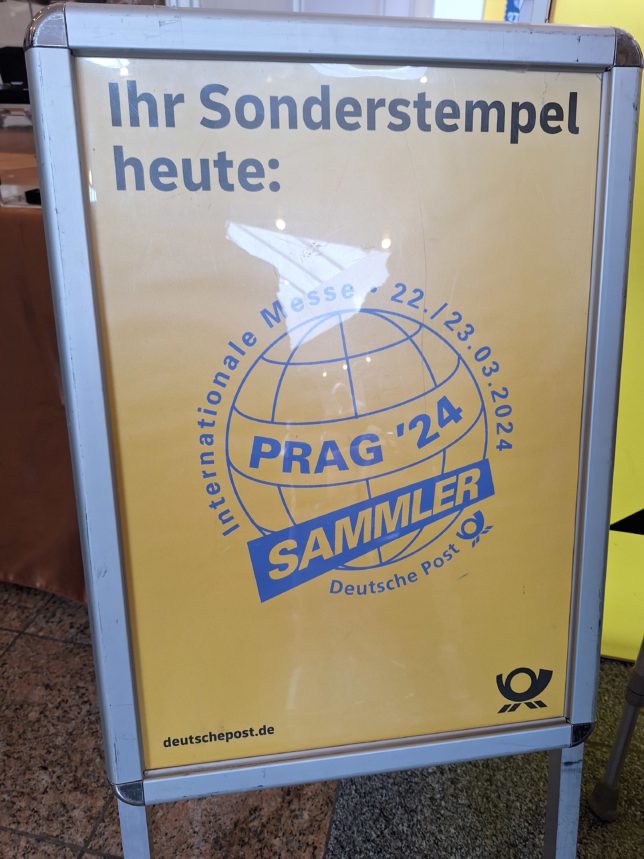 Ihr Sonderstempel
heute:
Internationale Messe · 22./23.03.2024
PRAG '24
SAMMLER
Deutsche Post
deutschepost.de